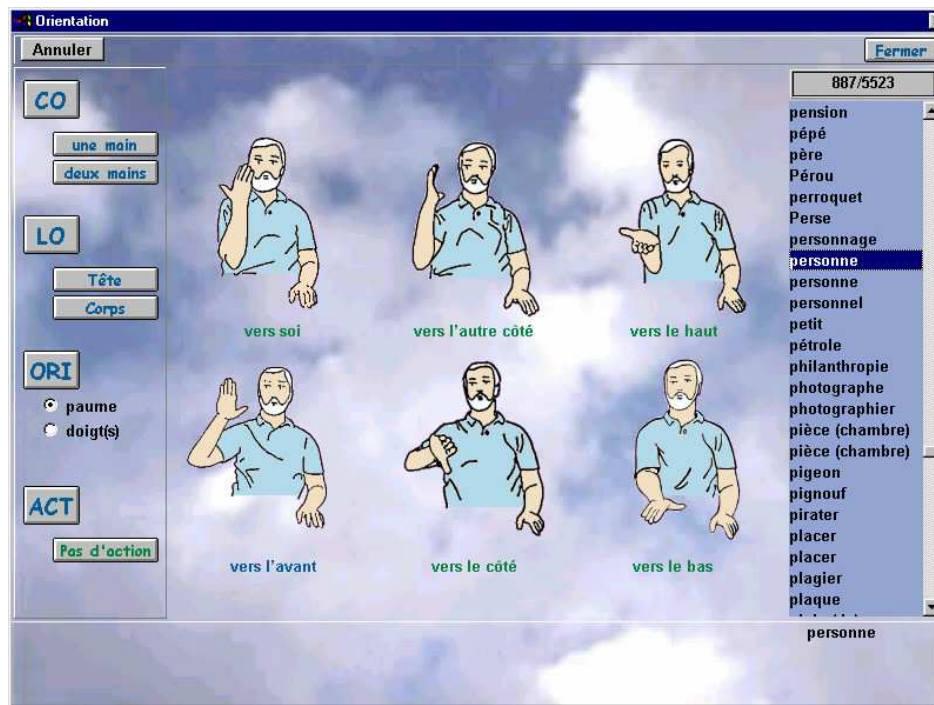 Orientation
Annuler
Fermer
CO
une main
deux mains
LO
Tête
Corps
ORI
paume
doigt(s)
ACT
Pas d'action
vers soi
vers l'autre côté
vers le haut
vers l'avant
vers le côté
vers le bas
887/5523
pension
pépé
père
Pérou
perroquet
Perse
personnage
personne
personne
personnel
petit
pétrole
philanthropie
photographe
photographier
pièce (chambre)
pièce (chambre)
pigeon
pignouf
pirater
placer
placer
plagier
plaque
personne